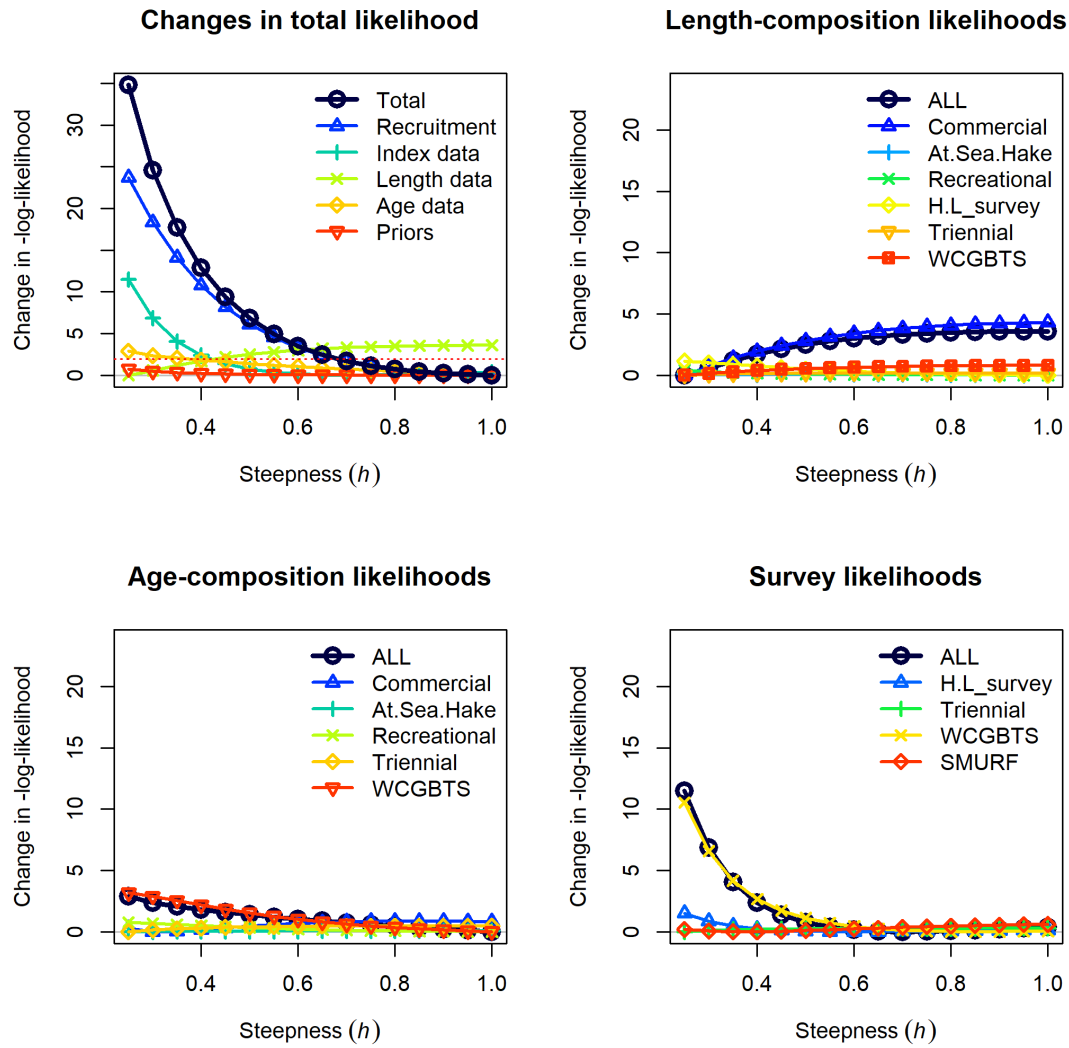 Changes in total likelihood
Change in -log-likelihood
0
5
10
20
30
Total
Recruitment
Index data
Length data
Age data
Priors
0.4
0.6
0.8
1.0
Steepness (h)
Length-composition likelihoods
Change in -log-likelihood
0
5
10
15
20
ALL
Commercial
At.Sea.Hake
Recreational
H.L_survey
Triennial
WCGBTS
0.4
0.6
0.8
1.0
Steepness (h)
Age-composition likelihoods
Change in -log-likelihood
0
5
10
15
20
ALL
Commercial
At.Sea.Hake
Recreational
Triennial
WCGBTS
0.4
0.6
0.8
1.0
Steepness (h)
Survey likelihoods
Change in -log-likelihood
0
5
10
15
20
ALL
H.L_survey
Triennial
WCGBTS
SMURF
0.4
0.6
0.8
1.0
Steepness (h)